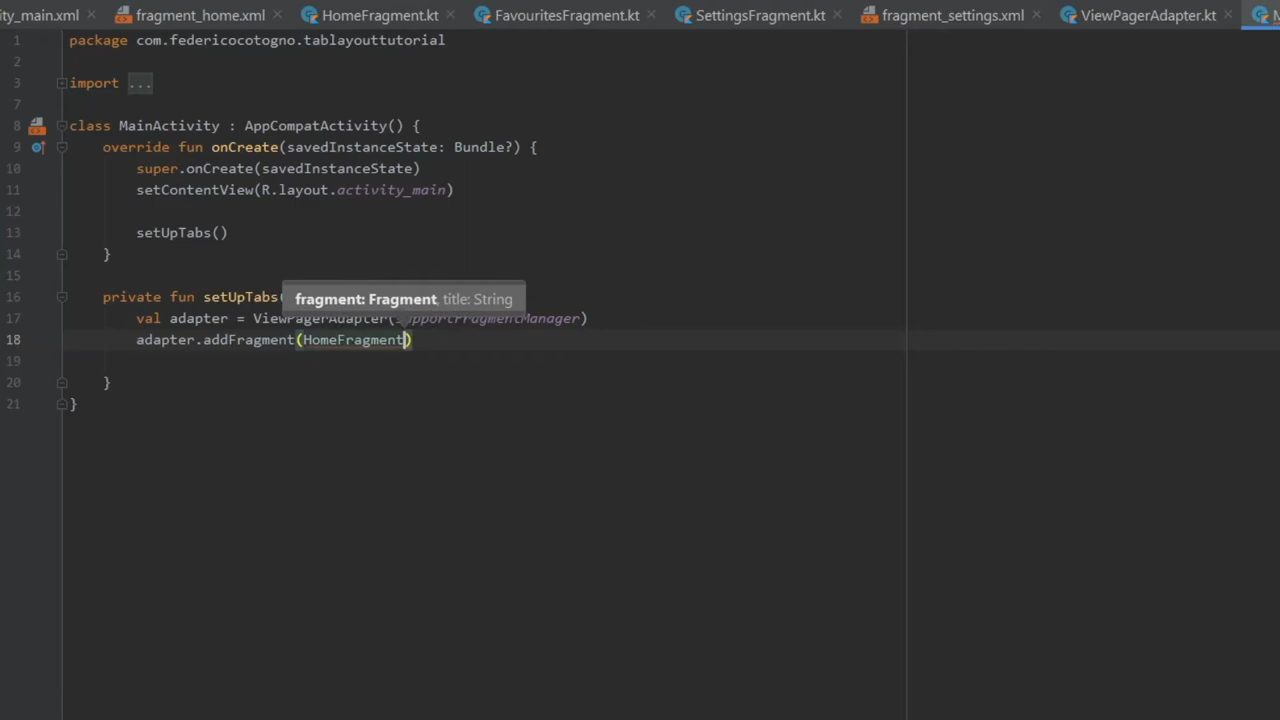 ty_main.xml fragment_home.xml HomeFragment.kt FavouritesFragment.kt SettingsFragment.kt fragment_settings.xml ViewPagerAdapter.kt
1 package com.federicocotogno.tablayouttutorial
2
3 import ...
7
8 class MainActivity : AppCompatActivity() {
9 override fun onCreate(savedInstanceState: Bundle?) {
10 super.onCreate(savedInstanceState)
11 setContentView(R.layout.activity_main)
12
13 setUpTabs()
14 }
15
fragment: Fragment, title: String
16 private fun setUpTabs(
17 val adapter = ViewPagerAdapter(supportFragmentManager)
18 adapter.addFragment(HomeFragment)
19
20 }
21 }